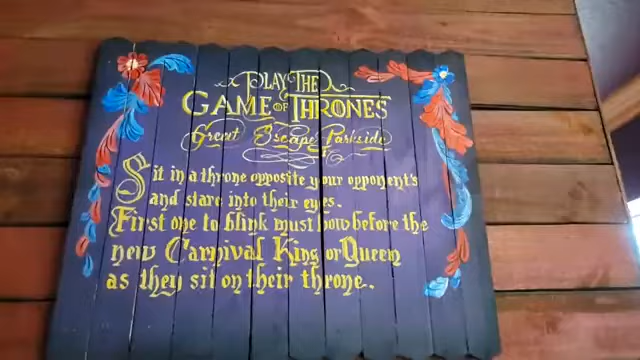 PLAY THE
GAME OF THRONES
Great Escape Parkside
Sit in a throne opposite your opponent's
and stare into their eyes.
First one to blink must bow before the
new Carnival King or Queen
as they sit on their throne.